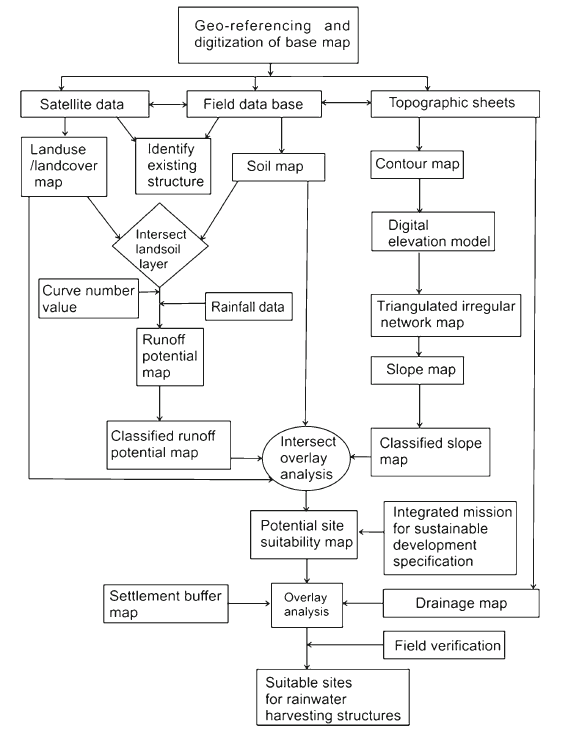 Geo-referencing and
digitization of base map
Satellite data
Field data base
Topographic sheets
Landuse
/landcover
map
Identify
existing
structure
Soil map
Contour map
Intersect
landsoil
layer
Digital
elevation model
Curve number
value
Rainfall data
Triangulated irregular
network map
Runoff
potential
map
Slope map
Classified runoff
potential map
Intersect
overlay
analysis
Classified slope
map
Potential site
suitability map
Integrated mission
for sustainable
development
specification
Settlement buffer
map
Overlay
analysis
Drainage map
Field verification
Suitable sites
for rainwater
harvesting structures